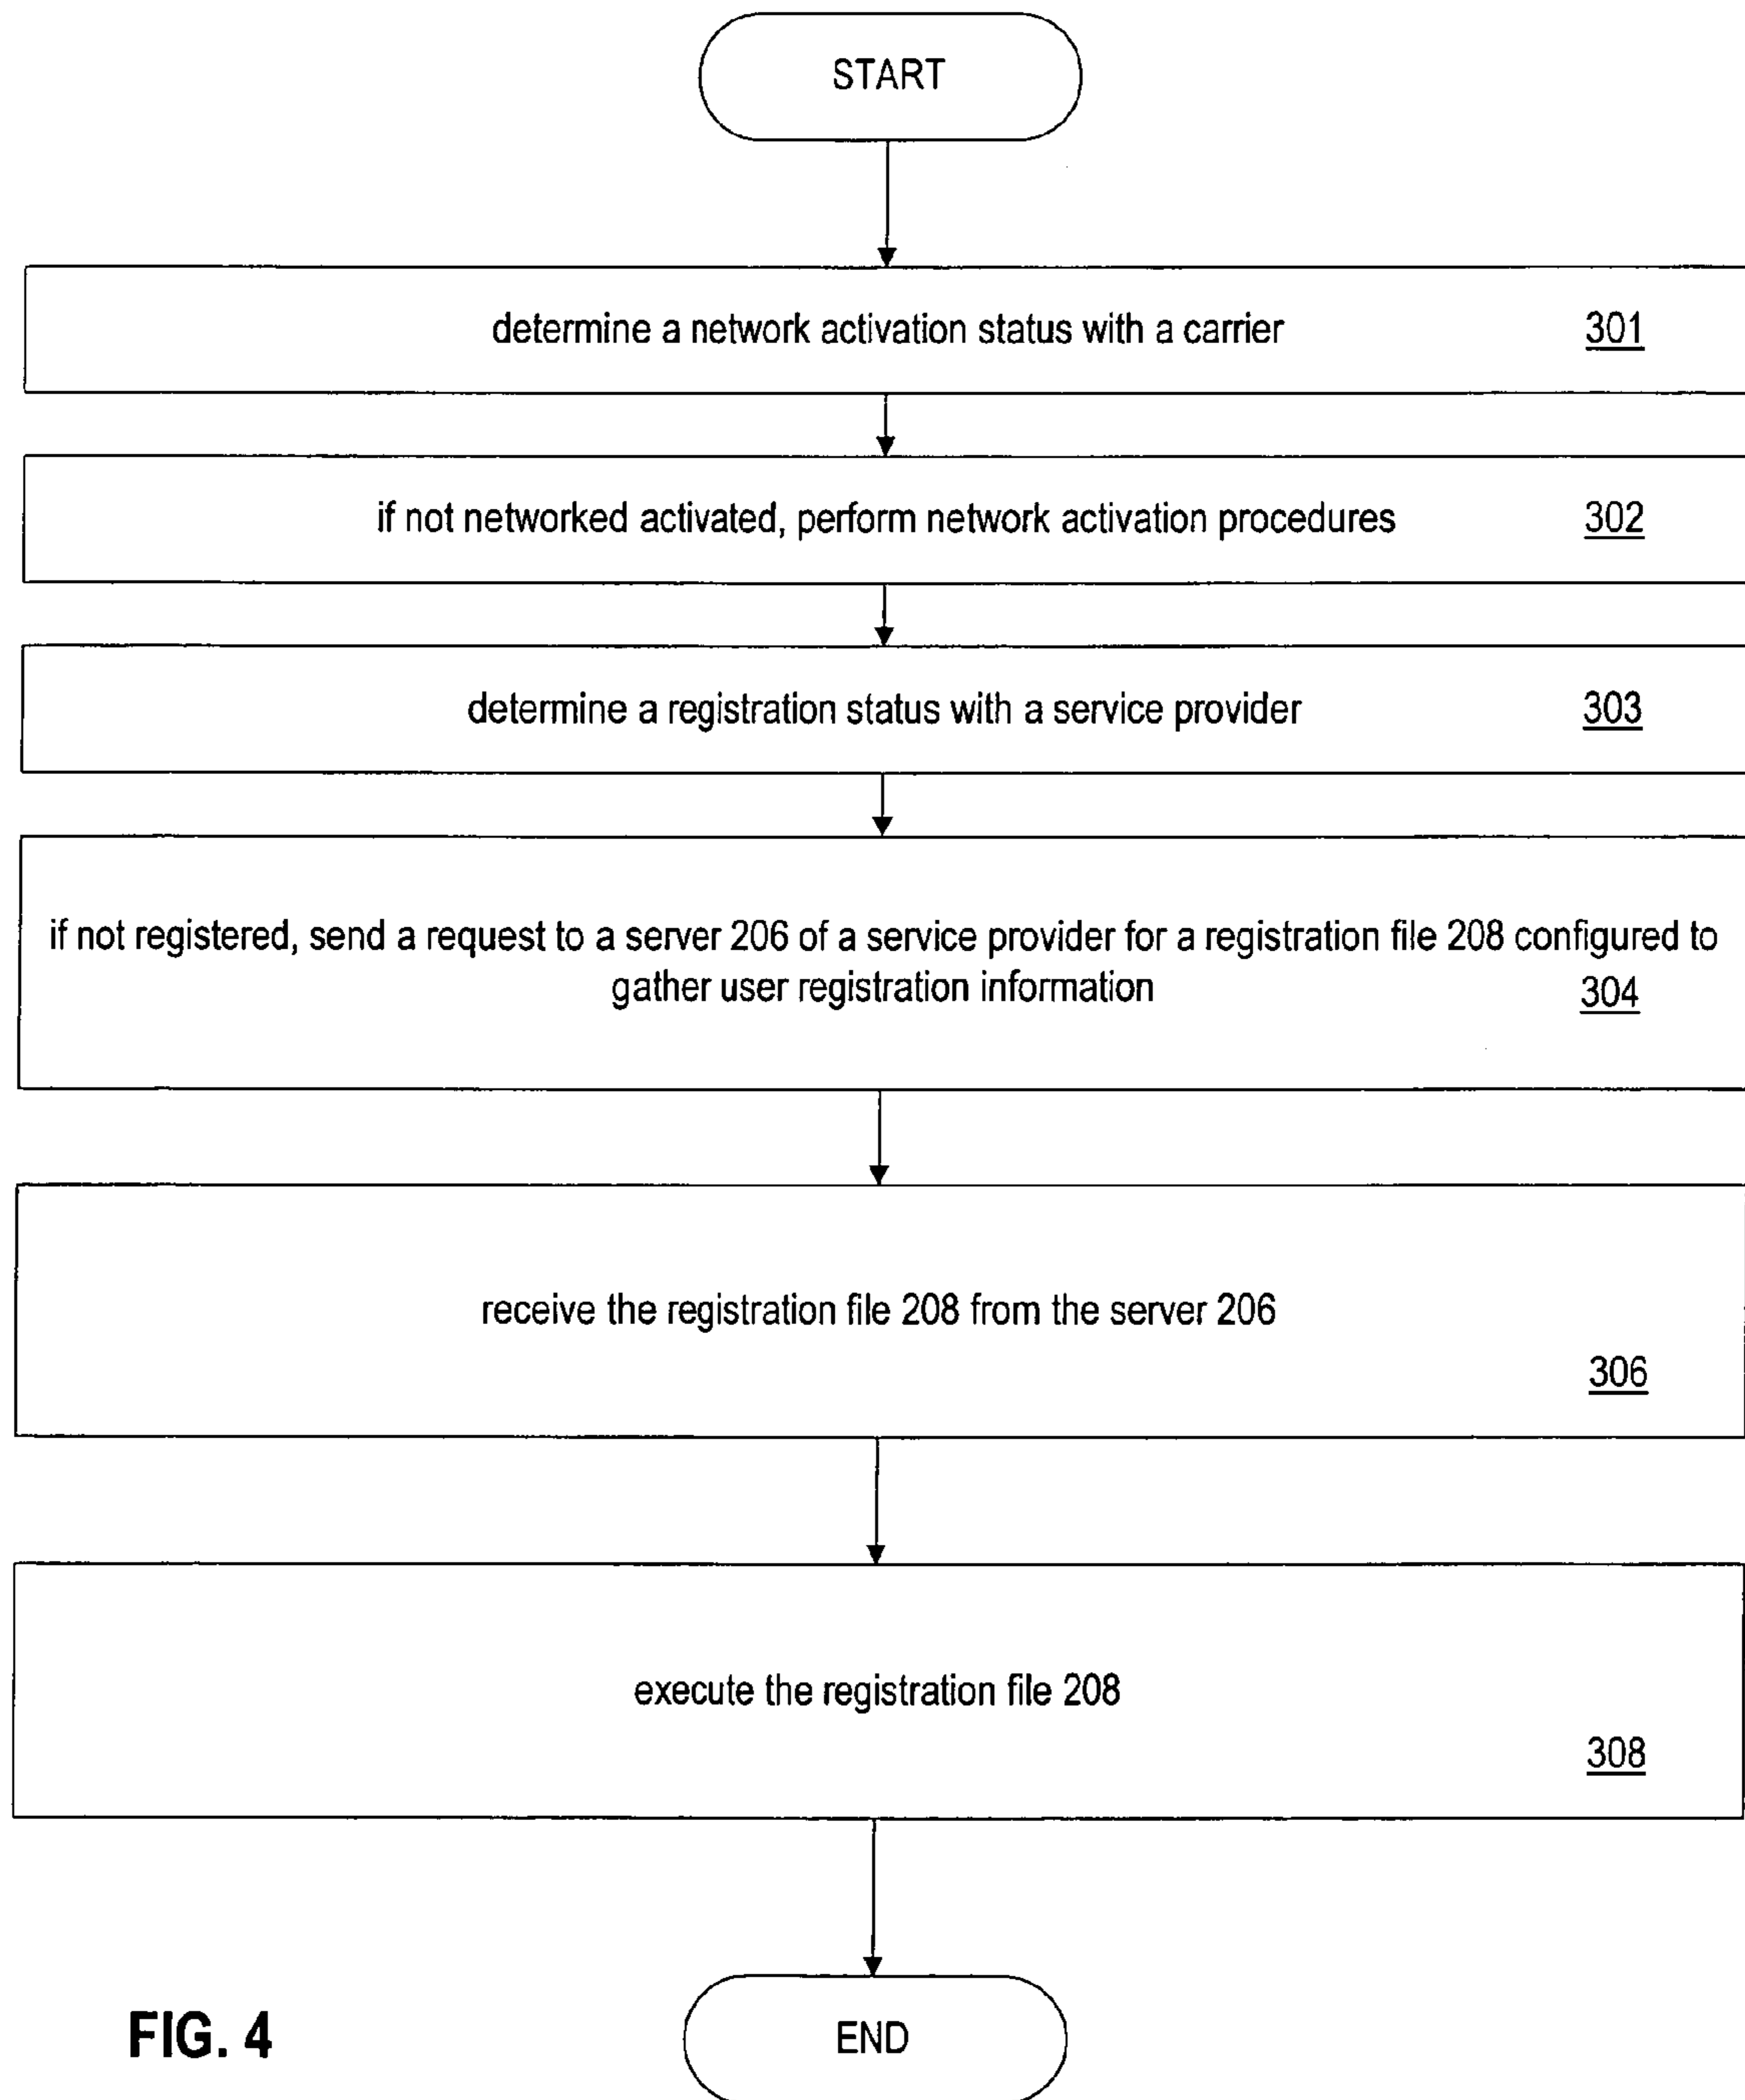 START
determine a network activation status with a carrier 301
if not networked activated, perform network activation procedures 302
determine a registration status with a service provider 303
if not registered, send a request to a server 206 of a service provider for a registration file 208 configured to
gather user registration information 304
receive the registration file 208 from the server 206
306
execute the registration file 208
308
END
FIG. 4